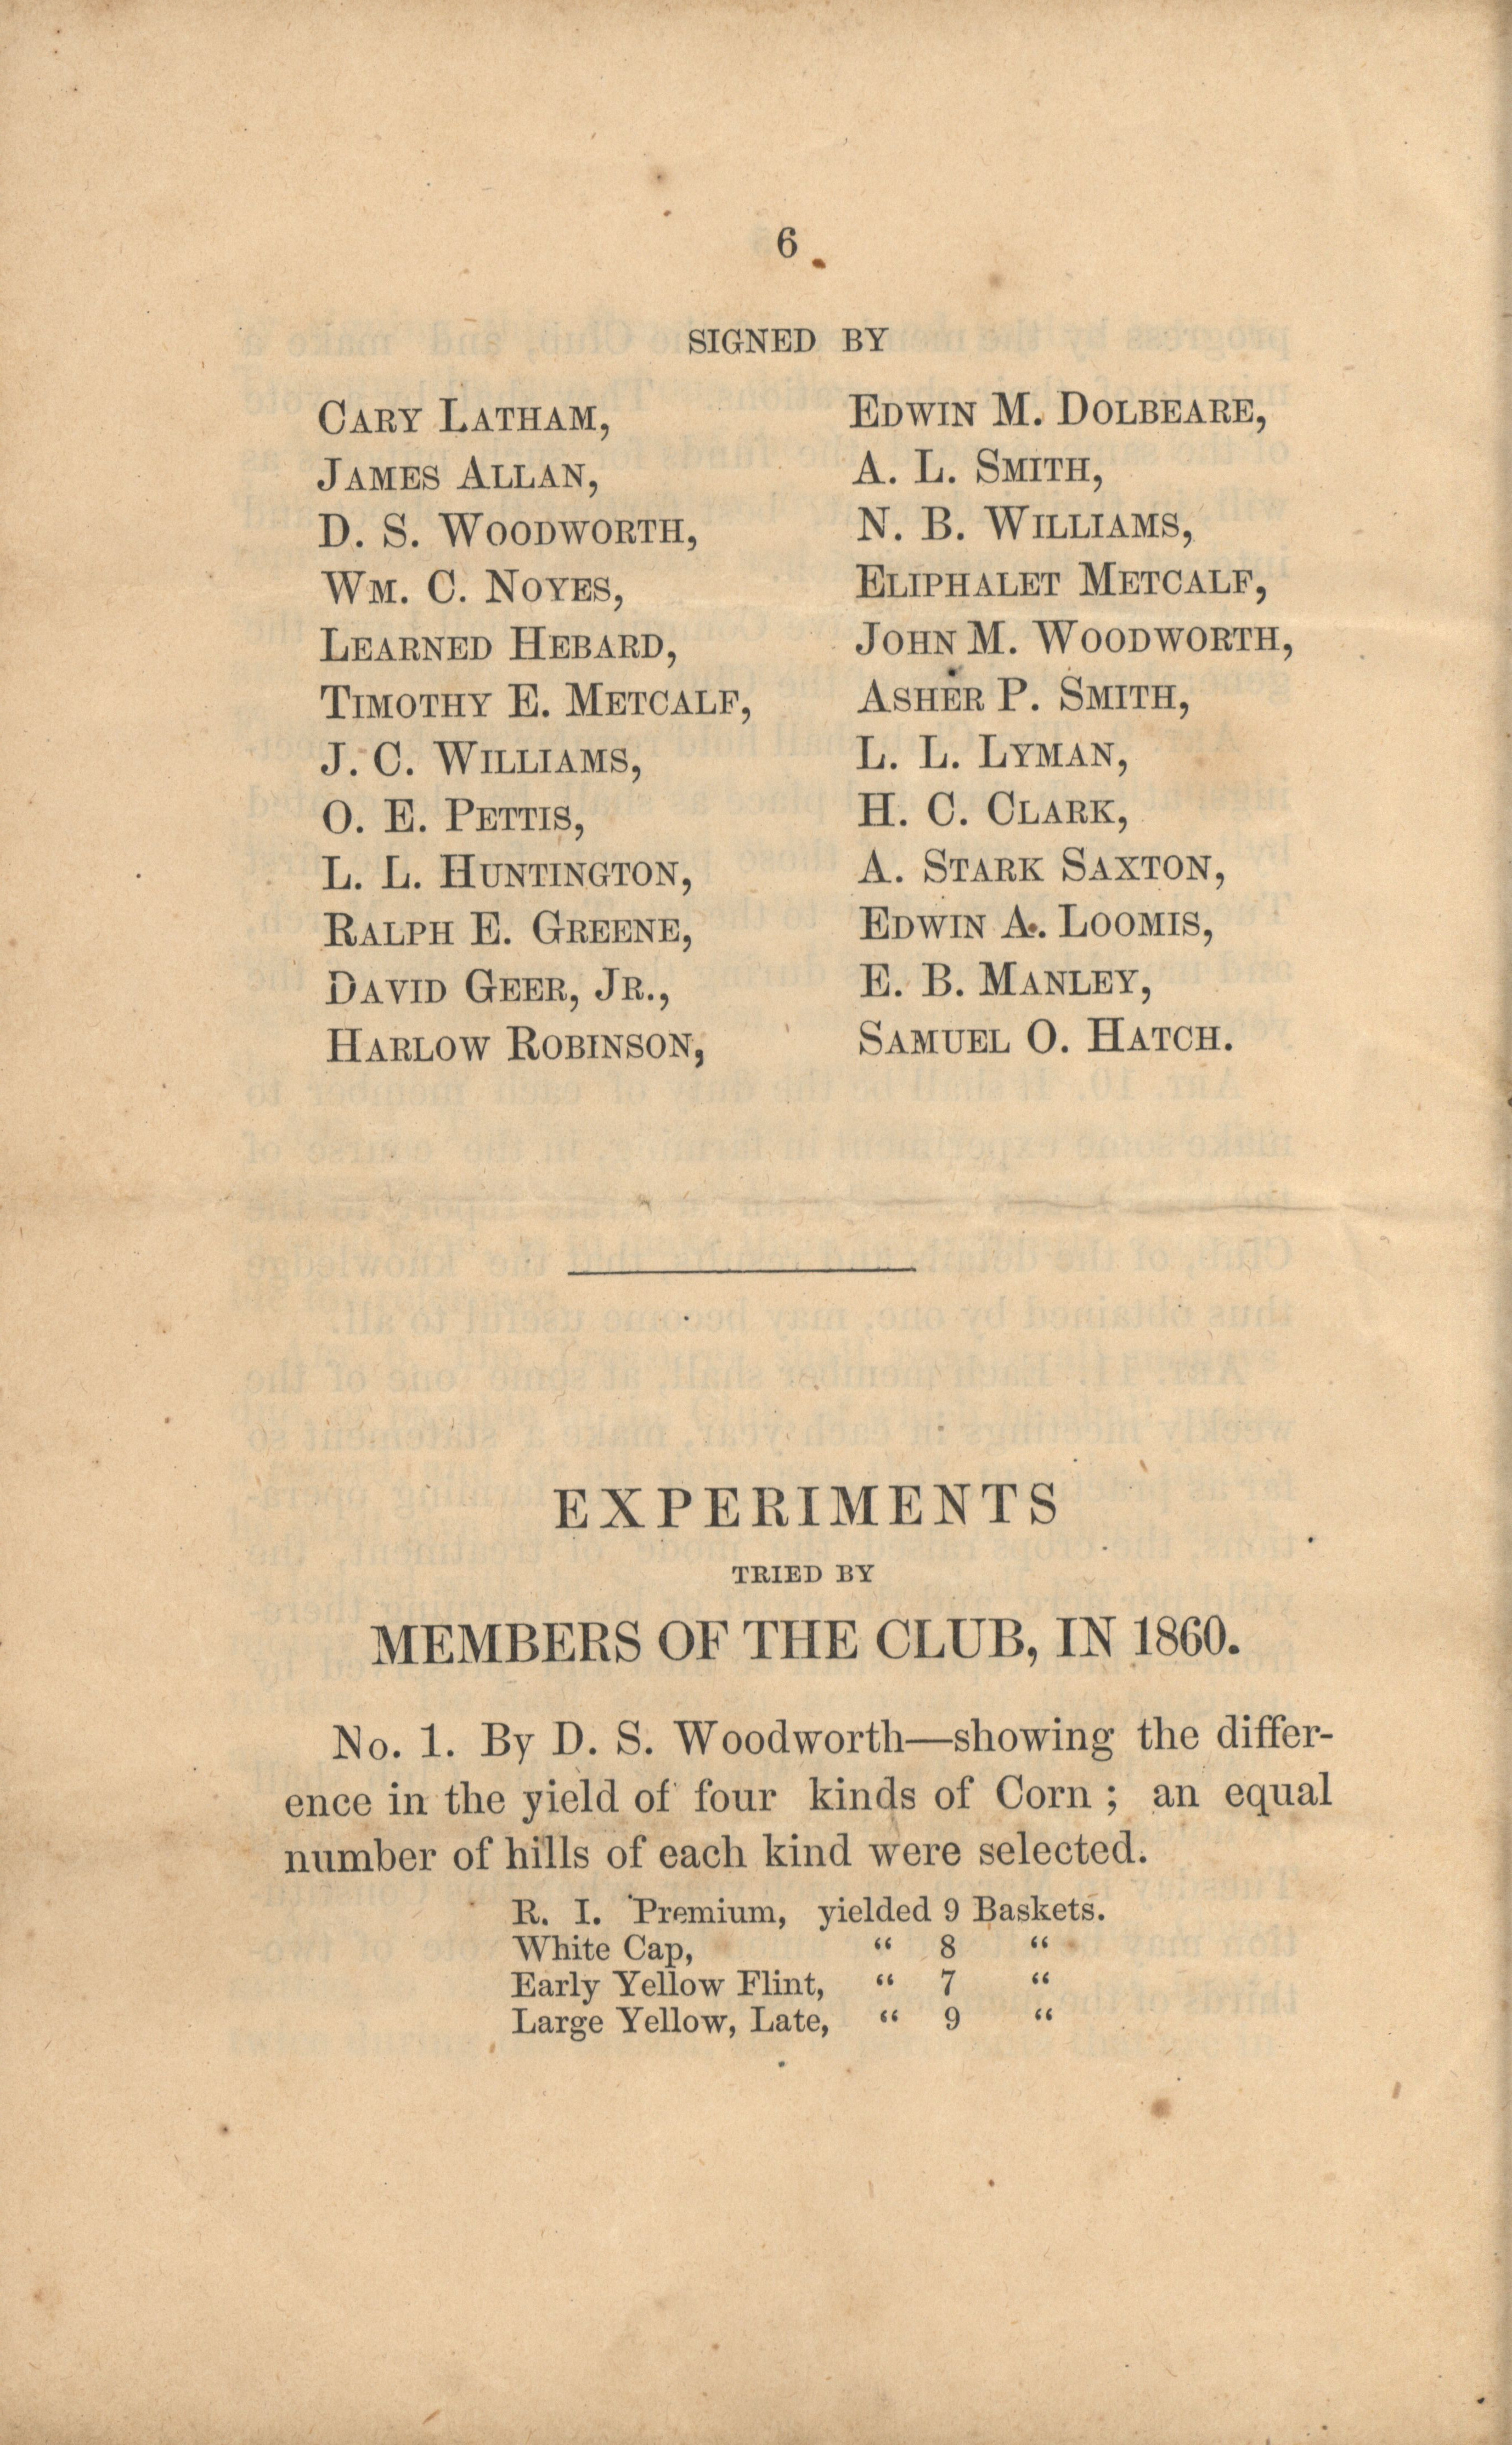 6
SIGNED BY
CARY LATHAM,
JAMES ALLAN,
D. S. WOODWORTH,
WM. C. NOYES,
LEARNED HEBARD,
TIMOTHY E. METCALF,
J. C. WILLIAMS,
O. E. PETTIS,
L. L. HUNTINGTON,
RALPH E. GREENE,
DAVID GEER, JR.,
HARLOW ROBINSON,
EDWIN M. DOLBEARE,
A. L. SMITH,
N. B. WILLIAMS,
ELIPHALET METCALF,
JOHN M. WOODWORTH,
ASHER P. SMITH,
L. L. LYMAN,
H. C. CLARK,
A. STARK SAXTON,
EDWIN A. LOOMIS,
E. B. MANLEY,
SAMUEL O. HATCH.
EXPERIMENTS
TRIED BY
MEMBERS OF THE CLUB, IN 1860.
No. 1. By D. S. Woodworth—showing the differ-
ence in the yield of four kinds of Corn ; an equal
number of hills of each kind were selected.
R. I. Premium, yielded 9 Baskets.
White Cap, “ 8 “
Early Yellow Flint, “ 7 “
Large Yellow, Late, “ 9 “